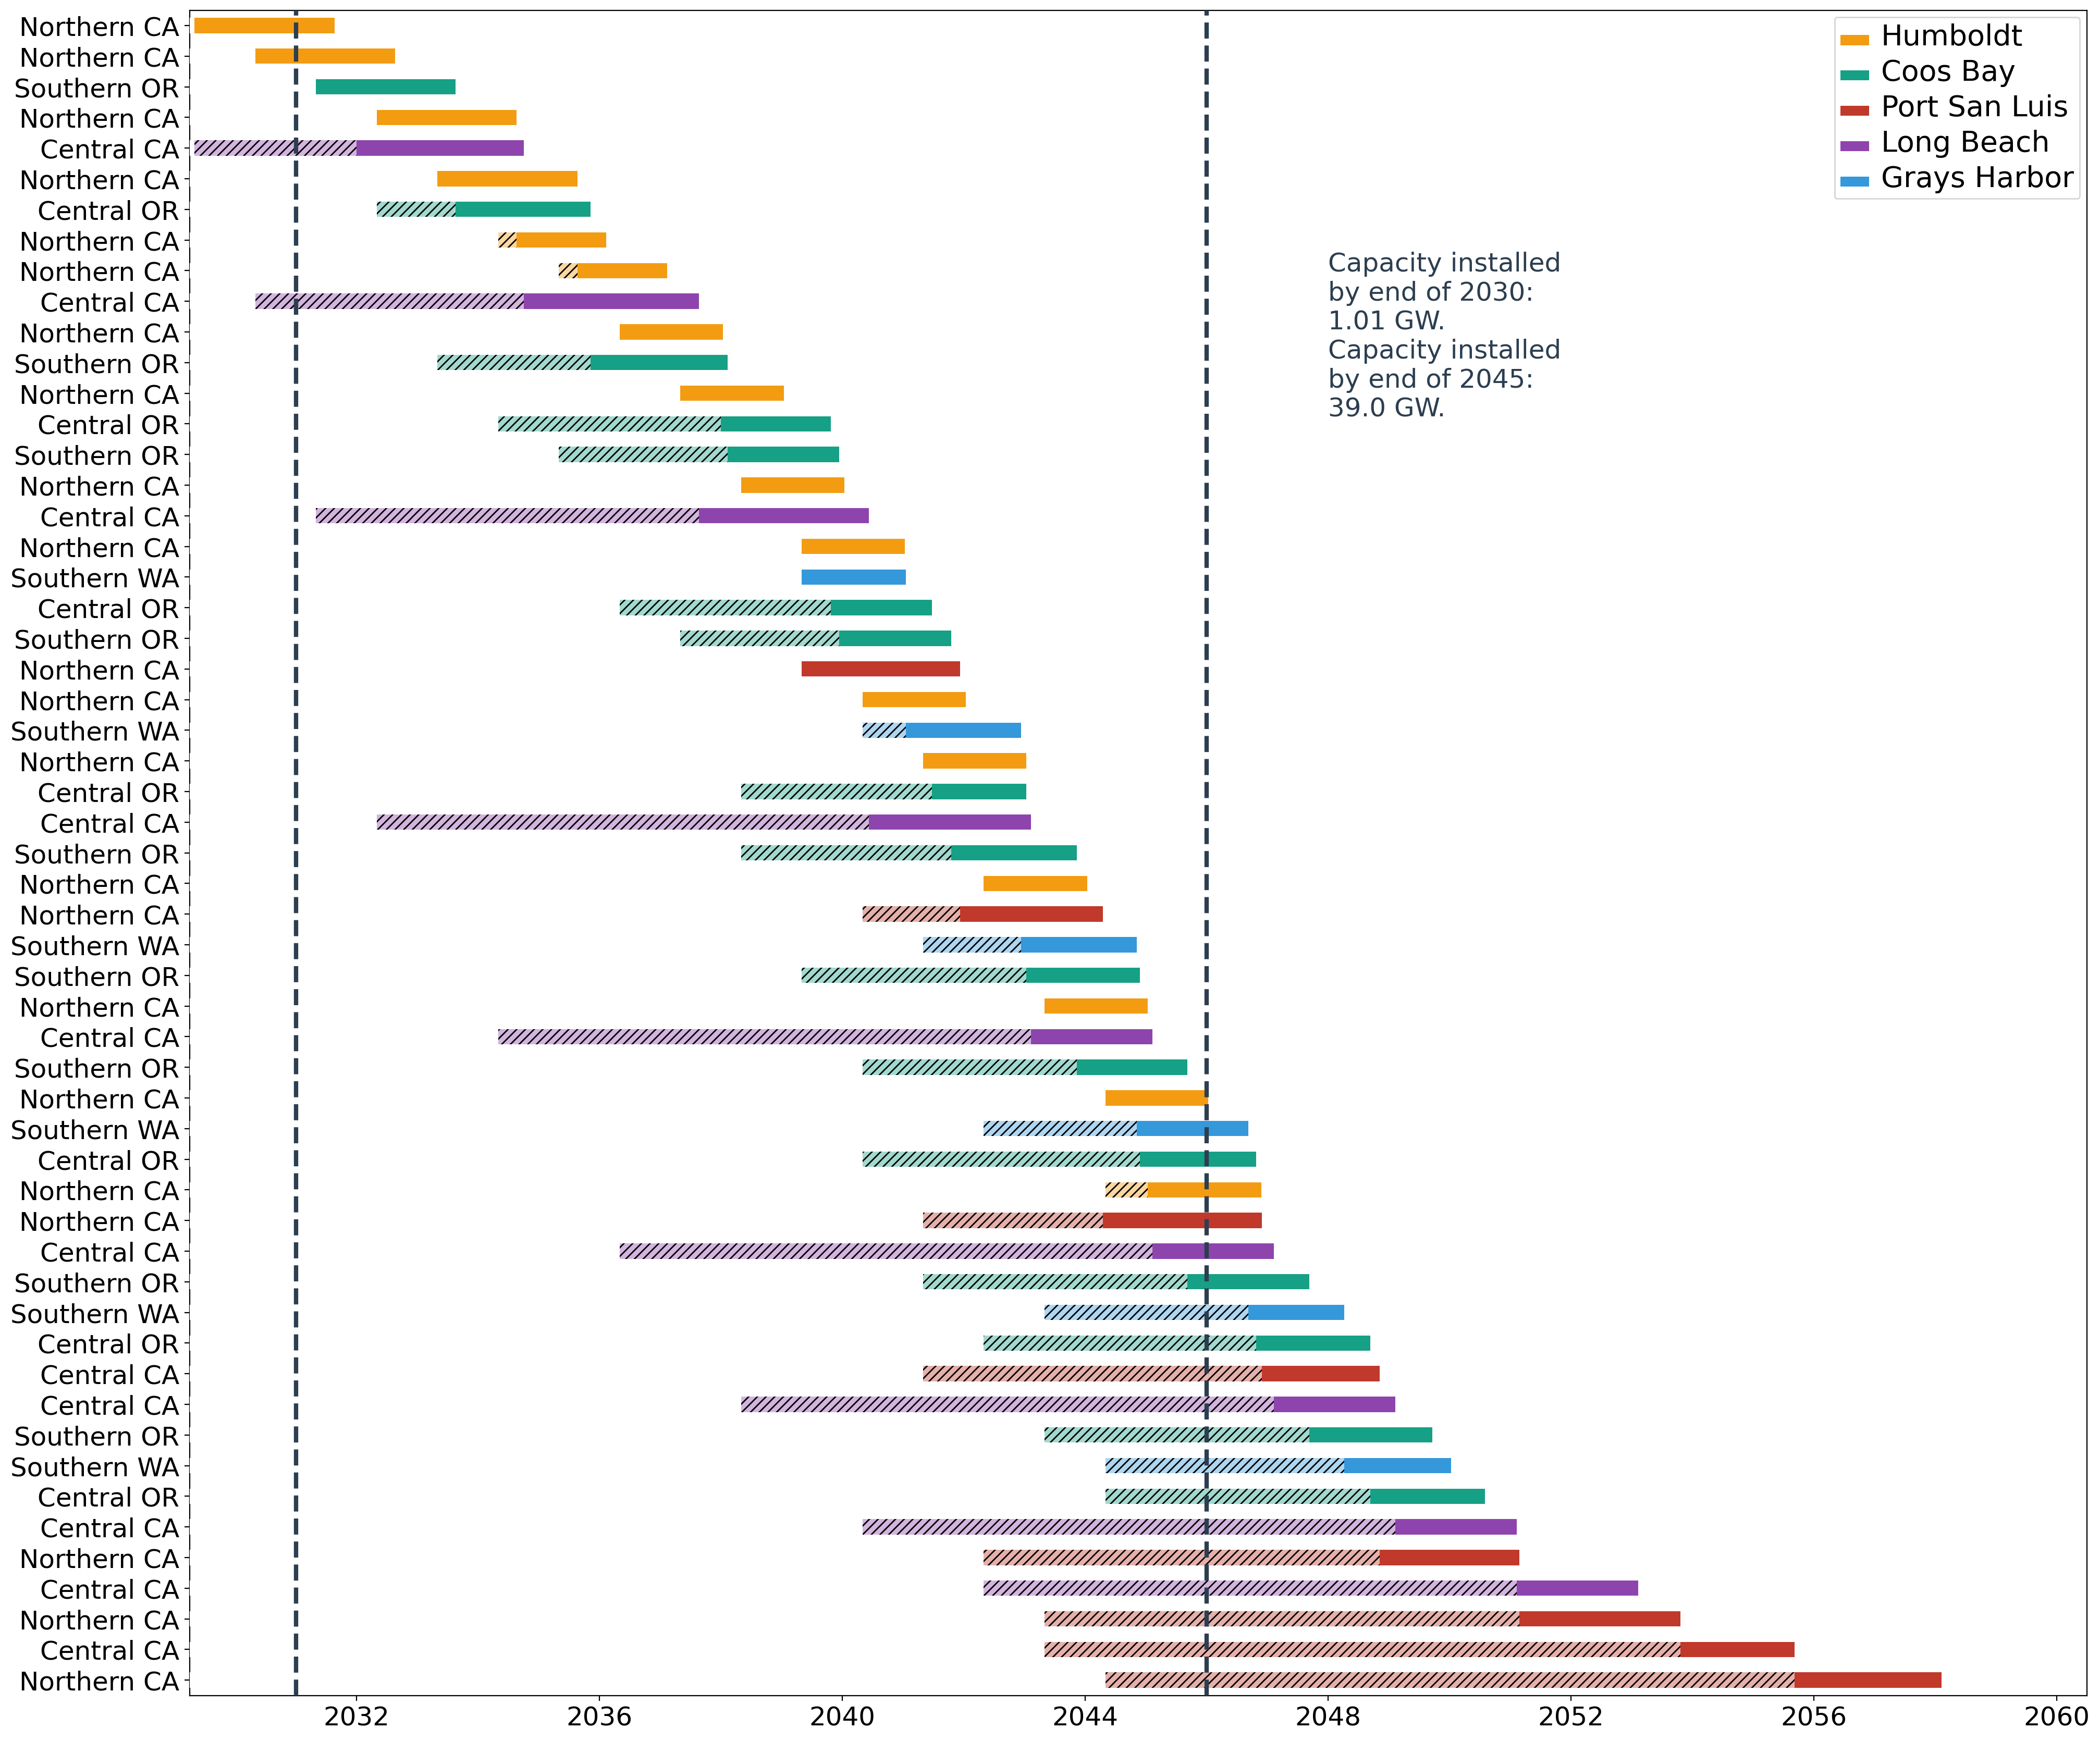 Northern CA
Northern CA
Southern OR
Northern CA
Central CA
Northern CA
Central OR
Northern CA
Northern CA
Central CA
Northern CA
Southern OR
Northern CA
Central OR
Southern OR
Northern CA
Central CA
Northern CA
Southern WA
Central OR
Southern OR
Northern CA
Northern CA
Southern WA
Northern CA
Central OR
Central CA
Southern OR
Northern CA
Northern CA
Southern WA
Southern OR
Northern CA
Central CA
Southern OR
Northern CA
Southern WA
Central OR
Northern CA
Northern CA
Central CA
Southern OR
Southern WA
Central OR
Central CA
Central CA
Southern OR
Southern WA
Central OR
Central CA
Northern CA
Central CA
Northern CA
Central CA
Northern CA
Humboldt
Coos Bay
Port San Luis
Long Beach
Grays Harbor
Capacity installed
by end of 2030:
1.01 GW.
Capacity installed
by end of 2045:
39.0 GW.
2032 2036 2040 2044 2048 2052 2056 2060